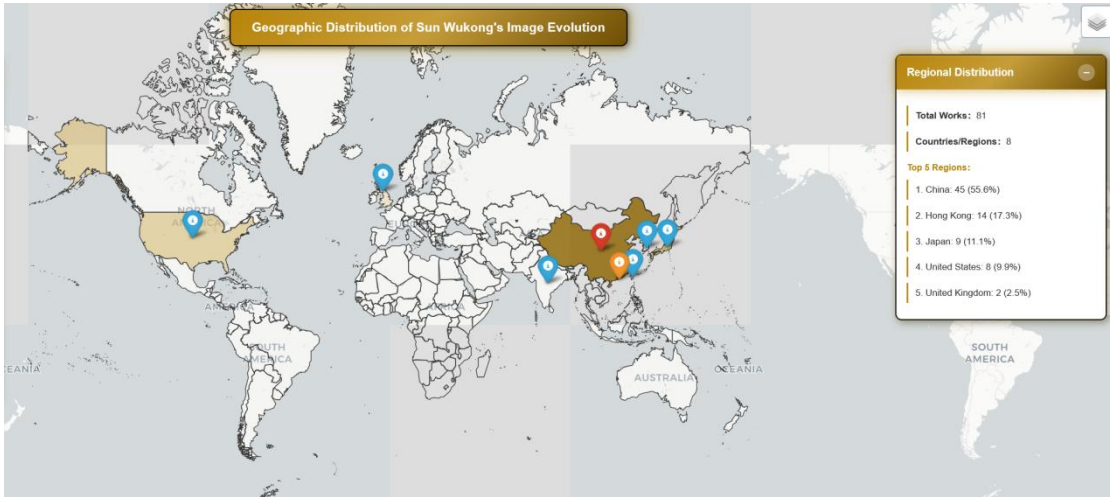 Geographic Distribution of Sun Wukong's Image Evolution
Regional Distribution
Total Works: 81
Countries/Regions: 8
Top 5 Regions:
1. China: 45 (55.6%)
2. Hong Kong: 14 (17.3%)
3. Japan: 9 (11.1%)
4. United States: 8 (9.9%)
5. United Kingdom: 2 (2.5%)
NORTH
AMERICA
SOUTH
AMERICA
AUSTRALIA
OCEANIA
SOUTH
AMERICA